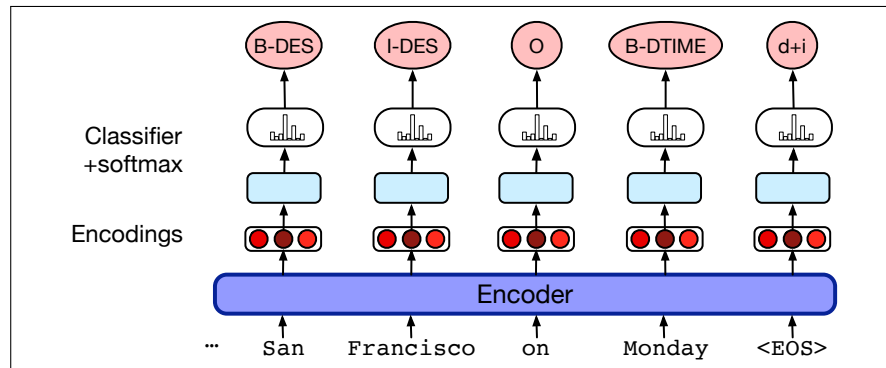 B-DES I-DES O B-DTIME d+i
Classifier
+softmax
Encodings
Encoder
… San Francisco on Monday <EOS>